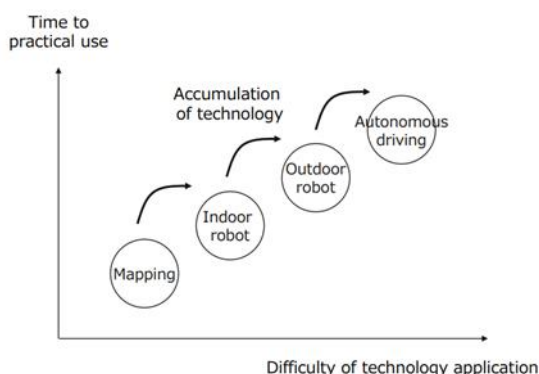 Time to
practical use
Accumulation
of technology
Autonomous
driving
Outdoor
robot
Indoor
robot
Mapping
Difficulty of technology application